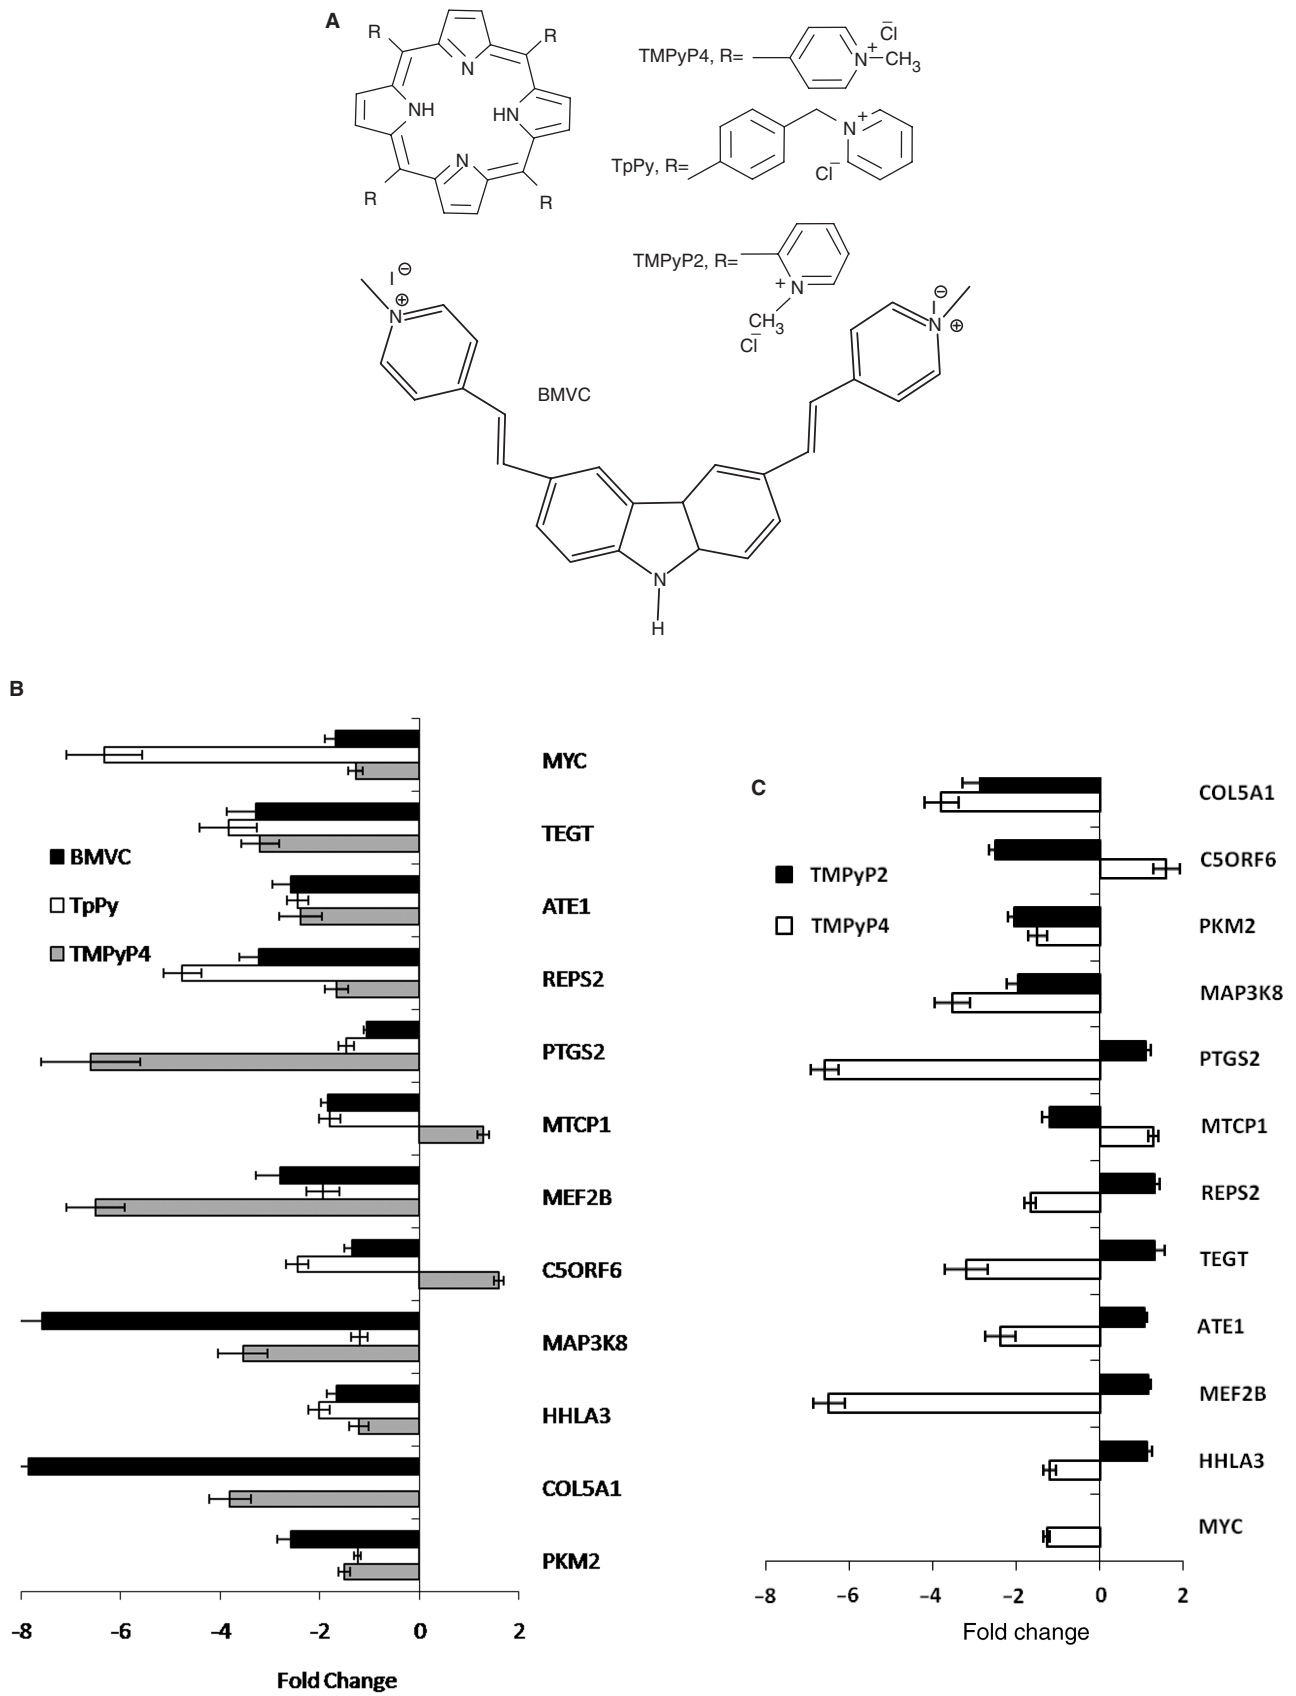 A
R
R
N
NH
HN
N
R
R
TMPyP4, R=
N
+
Cl
–
CH3
TpPy, R=
N
+
Cl–
TMPyP2, R=
+
N
CH3
Cl–
I⊖
N
⊕
I⊖
N
⊕
BMVC
N
H
B
MYC
TEGT
BMVC
TpPy
ATE1
TMPyP4
REPS2
PTGS2
MTCP1
MEF2B
C5ORF6
MAP3K8
HHLA3
COL5A1
PKM2
-8 -6 -4 -2 0 2
Fold Change
C
COL5A1
TMPyP2
C5ORF6
TMPyP4
PKM2
MAP3K8
PTGS2
MTCP1
REPS2
TEGT
ATE1
MEF2B
HHLA3
MYC
–8 –6 –4 –2 0 2
Fold change